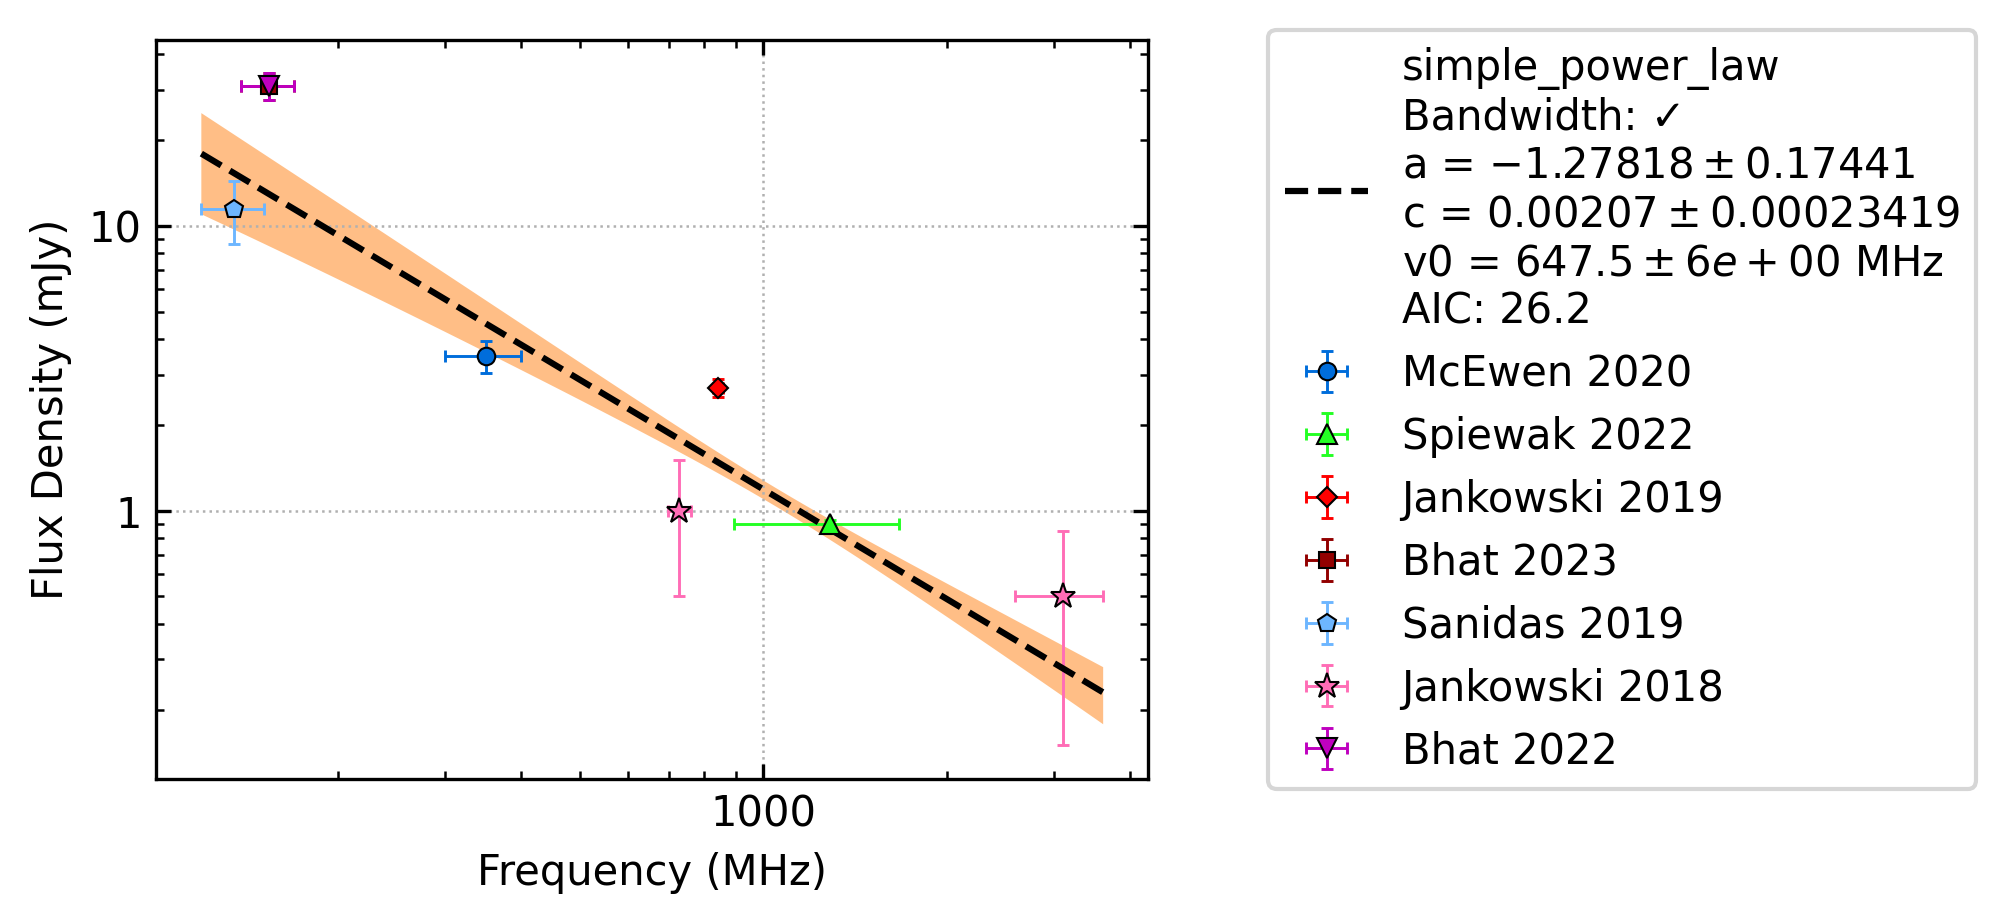 Flux Density (mJy)
10
1
1000
Frequency (MHz)
simple_power_law
Bandwidth: ✓
a = −1.27818 ± 0.17441
c = 0.00207 ± 0.00023419
v0 = 647.5 ± 6e + 00 MHz
AIC: 26.2
McEwen 2020
Spiewak 2022
Jankowski 2019
Bhat 2023
Sanidas 2019
Jankowski 2018
Bhat 2022